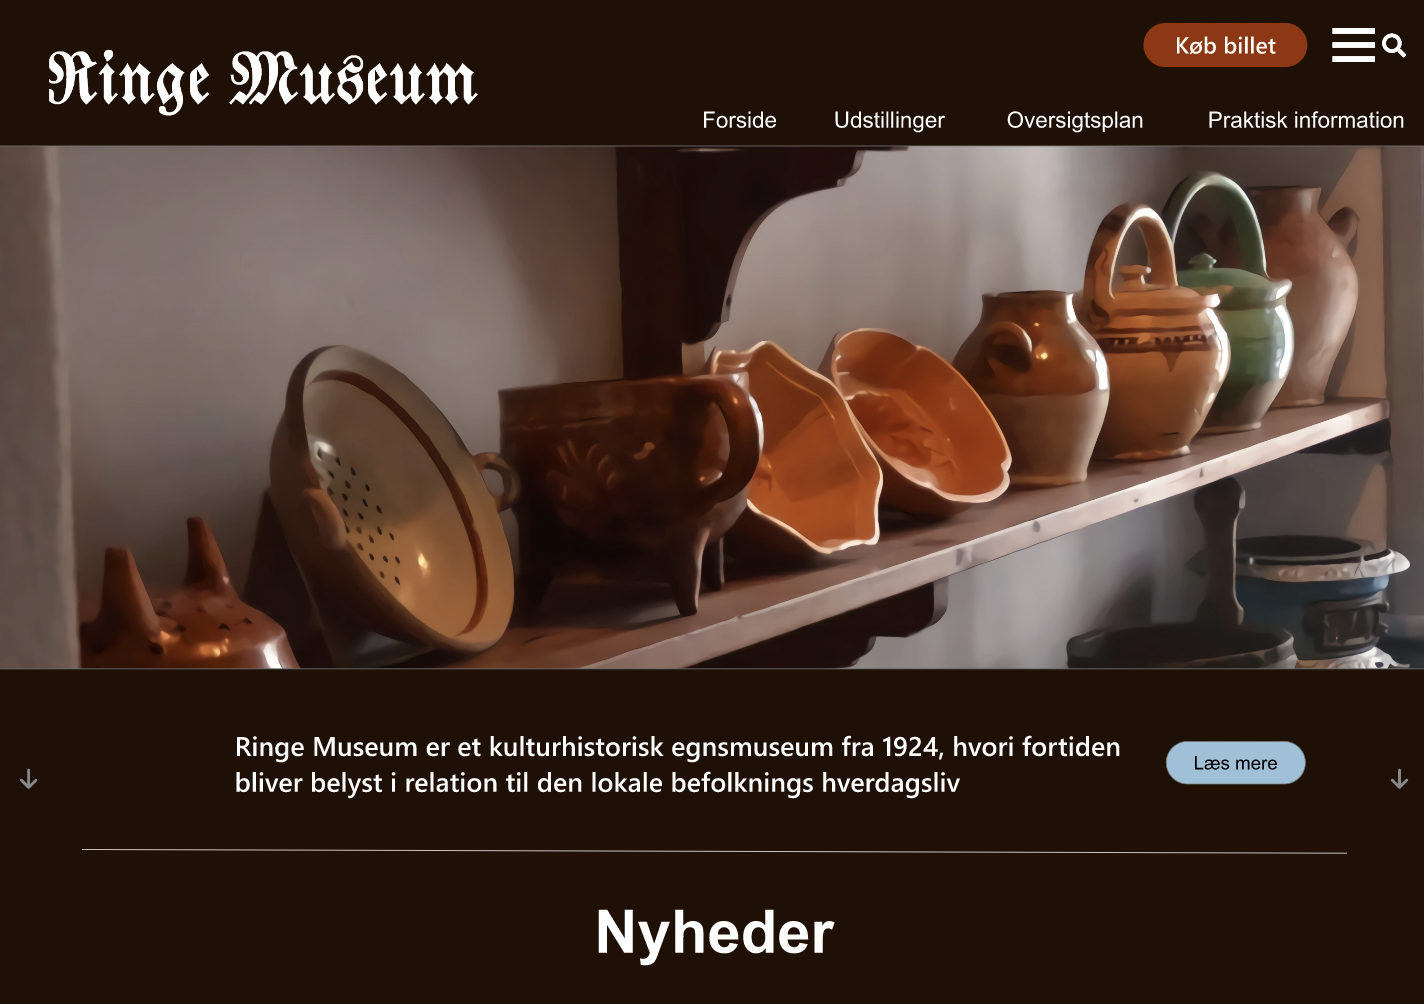 Ringe Museum
Køb billet
Forside
Udstillinger
Oversigtsplan
Praktisk information
Ringe Museum er et kulturhistorisk egnsmuseum fra 1924, hvori fortiden
bliver belyst i relation til den lokale befolknings hverdagsliv
Læs mere
Nyheder